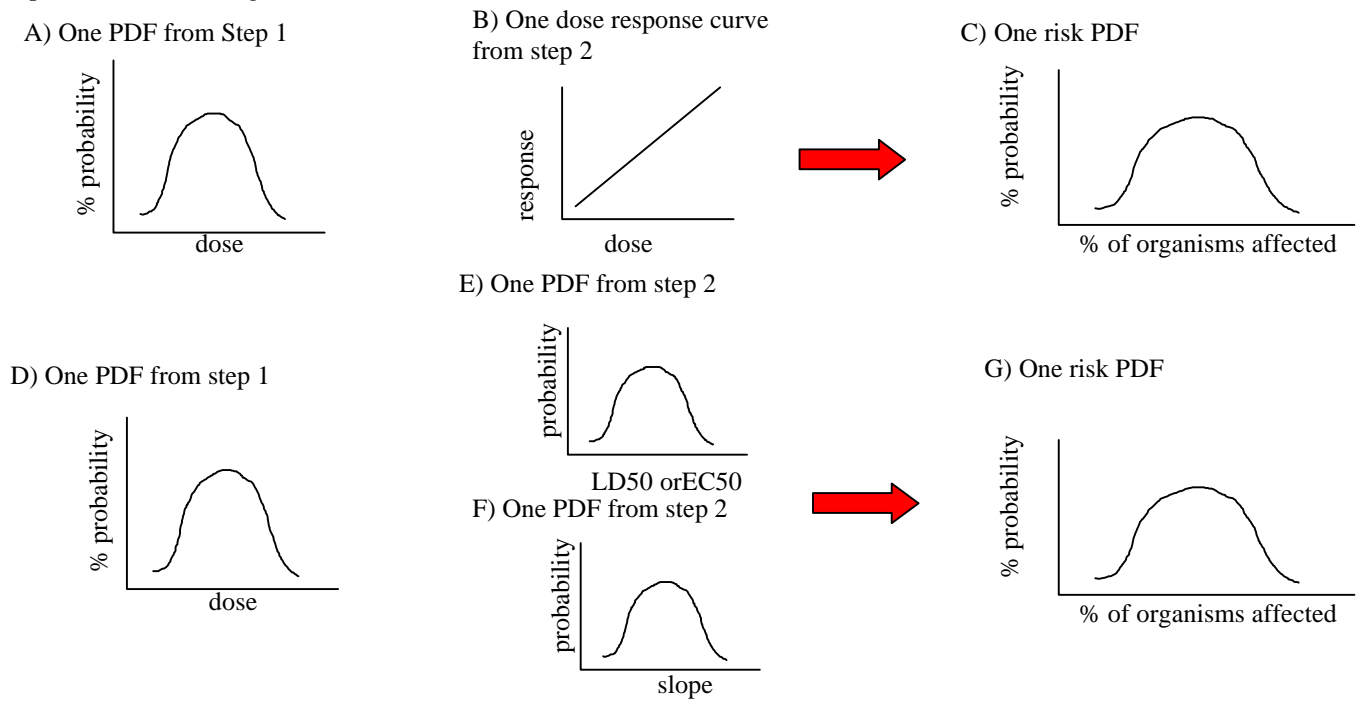 A) One PDF from Step 1
% probability
dose
B) One dose response curve
from step 2
response
dose
C) One risk PDF
% probability
% of organisms affected
D) One PDF from step 1
% probability
dose
E) One PDF from step 2
probability
LD50 orEC50
F) One PDF from step 2
probability
slope
G) One risk PDF
% probability
% of organisms affected